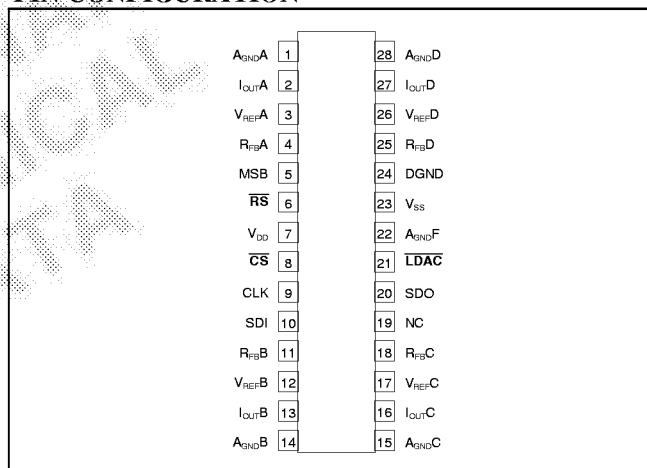 PIN CONFIGURATION
AGNDA 1 28 AGNDD
IOUTA 2 27 IOUTD
VREFA 3 26 VREFD
RFBA 4 25 RFBD
MSB 5 24 DGND
RS 6 23 VSS
VDD 7 22 AGNDF
CS 8 21 LDAC
CLK 9 20 SDO
SDI 10 19 NC
RFBB 11 18 RFBC
VREFB 12 17 VREFC
IOUTB 13 16 IOUTC
AGNDB 14 15 AGNDC